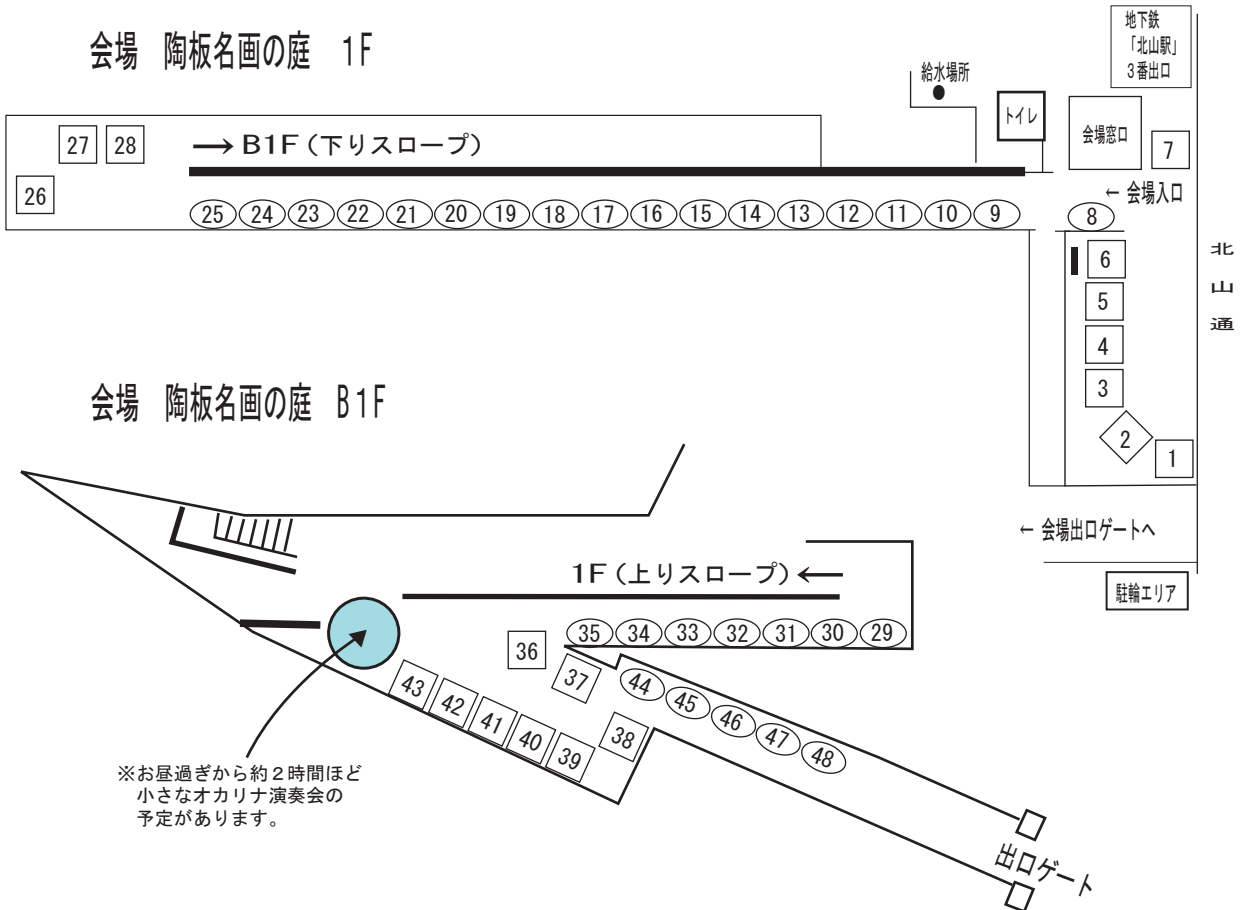 会場 陶板名画の庭 1F
地下鉄
「北山駅」
3番出口
給水場所
トイレ
会場窓口
7
27 28
→B1F(下りスロープ)
26
← 会場入口
25 24 23 22 21 20 19 18 17 16 15 14 13 12 11 10 9
8
6
5
4
3
2
1
北
山
通
← 会場出口ゲートへ
駐輪エリア
会場 陶板名画の庭 B1F
1F(上りスロープ)←
35 34 33 32 31 30 29
36
37
44 45 46 47 48
43 42 41 40 39
38
※お昼過ぎから約2時間ほど
小さなオカリナ演奏会の
予定があります。
出口ゲート